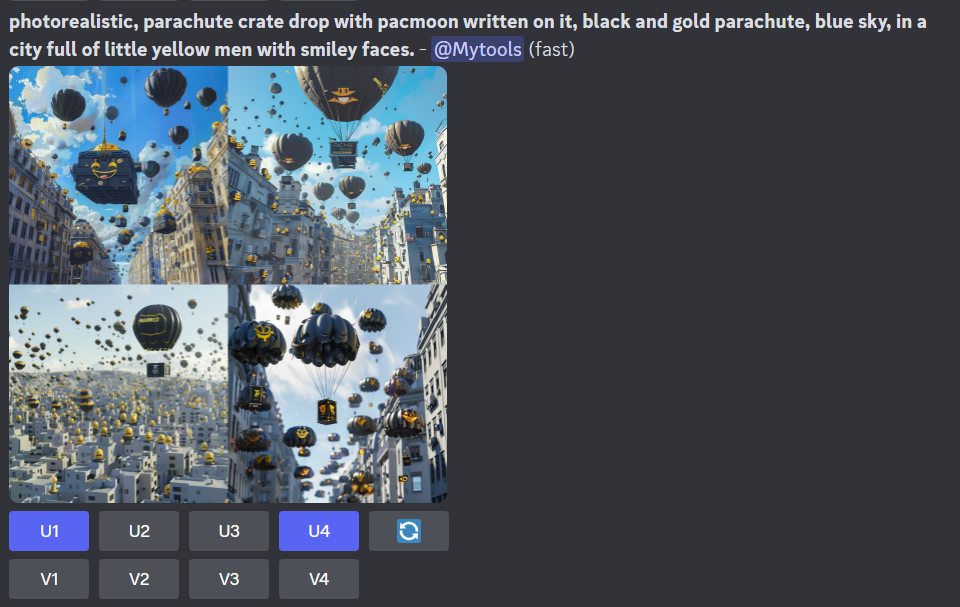 photorealistic, parachute crate drop with pacmoon written on it, black and gold parachute, blue sky, in a
city full of little yellow men with smiley faces. - @Mytools (fast)
U1 U2 U3 U4
V1 V2 V3 V4